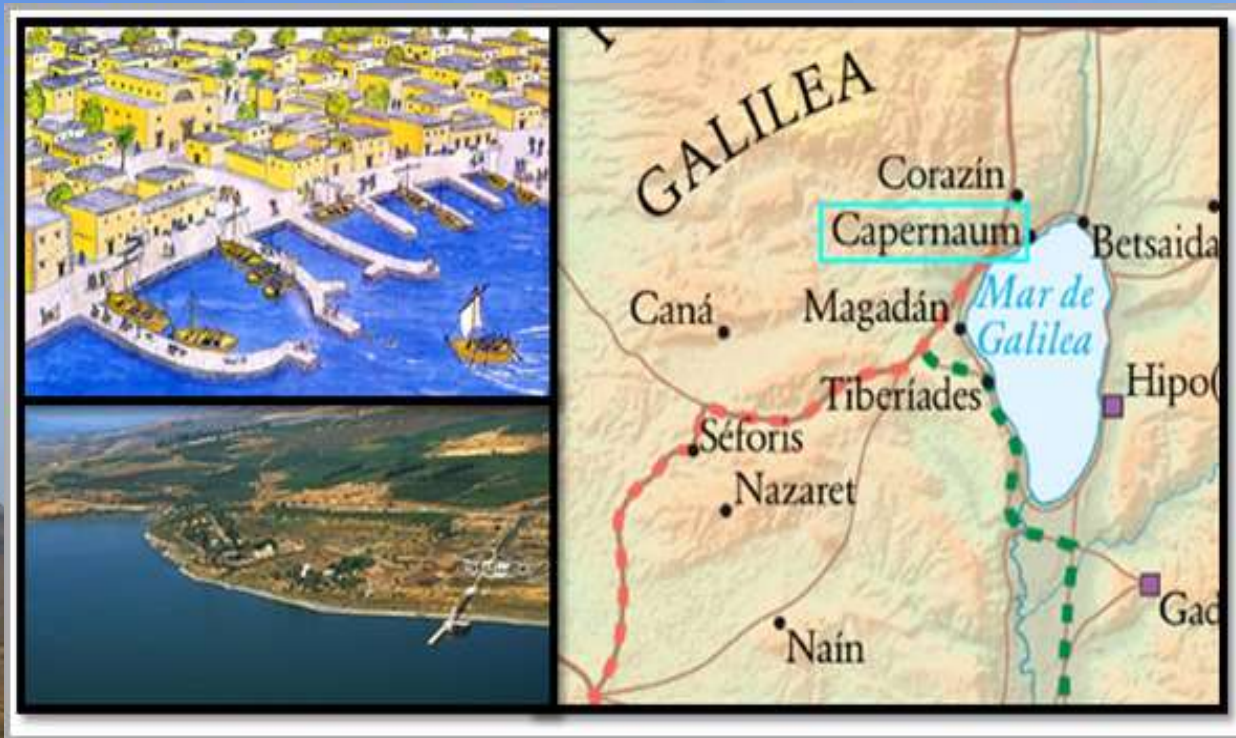 GALILEA
Corazín
Capernaum
Betsaida
Magadán
Mar de
Galilea
Caná
Tiberíades
Hipo(
Séforis
Nazaret
Gad
Naín